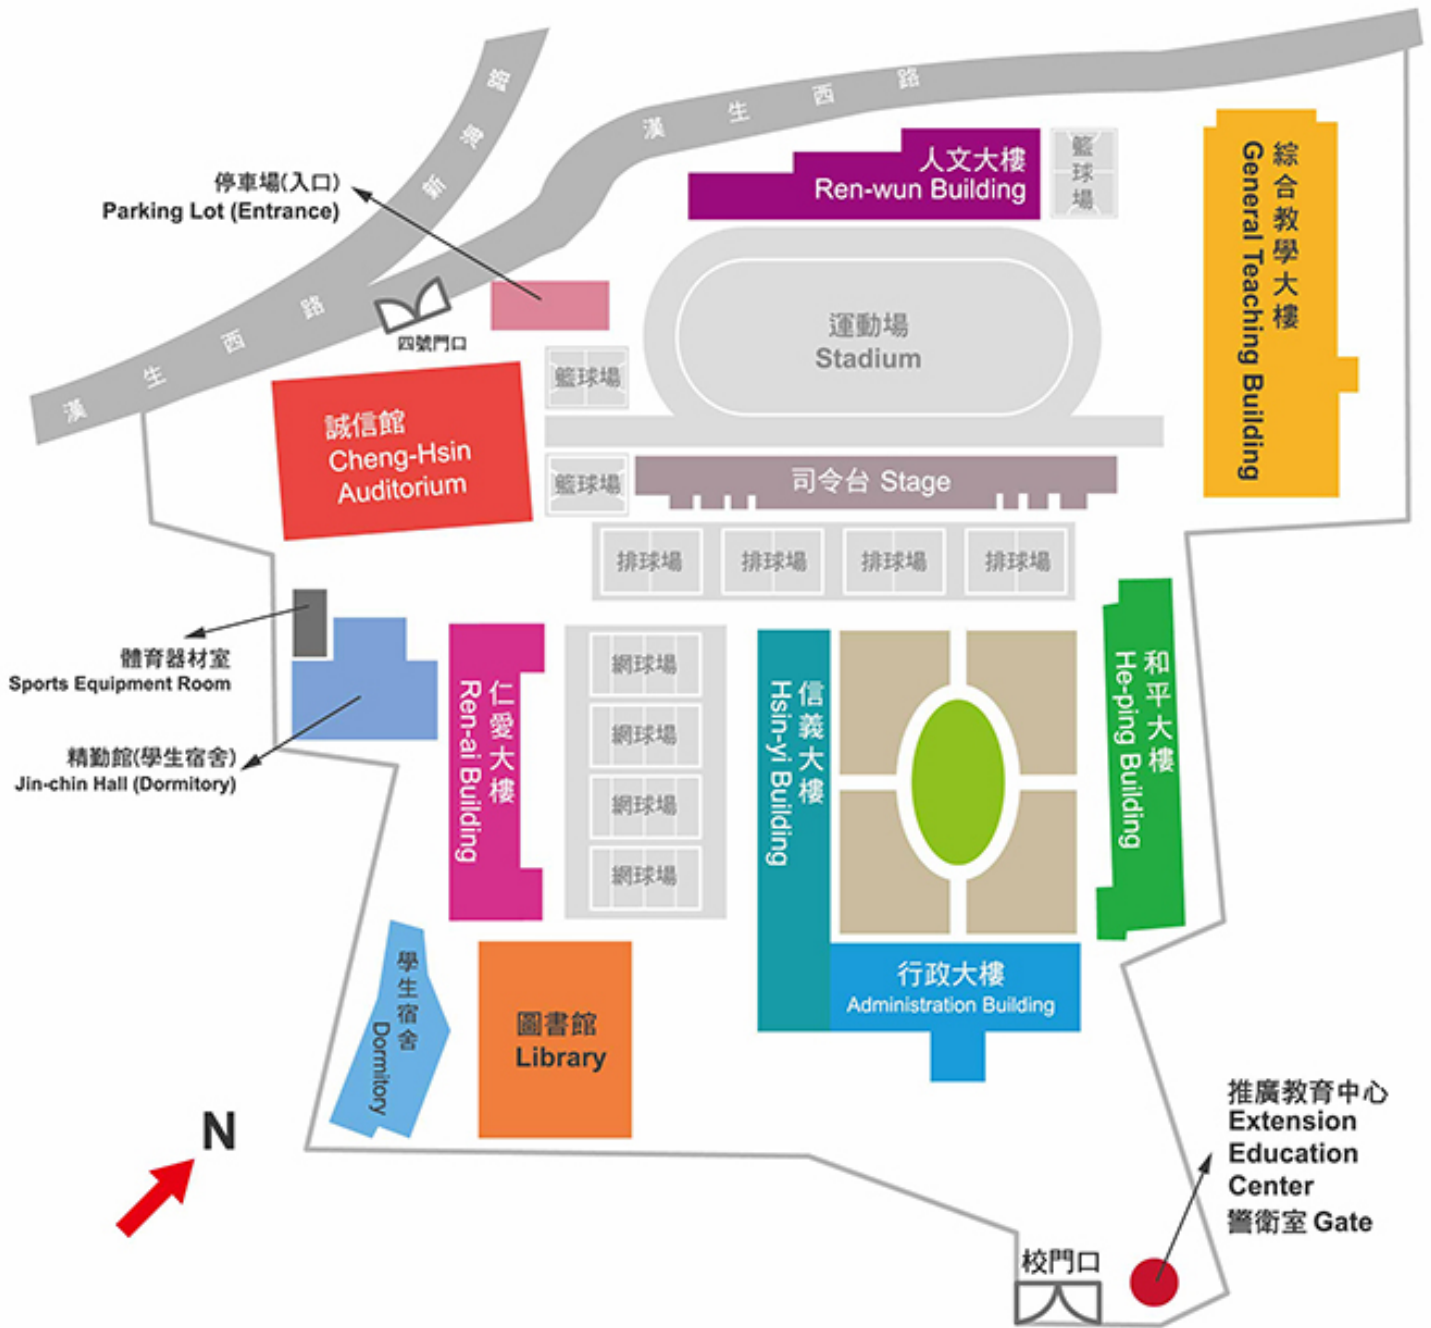 新海路
漢生西路
漢生西路
人文大樓
Ren-wun Building
籃球場
綜合教學大樓
General Teaching Building
停車場(入口)
Parking Lot (Entrance)
四號門口
運動場
Stadium
籃球場
誠信館
Cheng-Hsin
Auditorium
籃球場
司令台 Stage
排球場
排球場
排球場
排球場
體育器材室
Sports Equipment Room
精勤館(學生宿舍)
Jin-chin Hall (Dormitory)
仁愛大樓
Ren-ai Building
網球場
網球場
網球場
網球場
信義大樓
Hsin-yi Building
和平大樓
He-ping Building
行政大樓
Administration Building
學生宿舍
Dormitory
圖書館
Library
N
推廣教育中心
Extension
Education
Center
警衛室 Gate
校門口